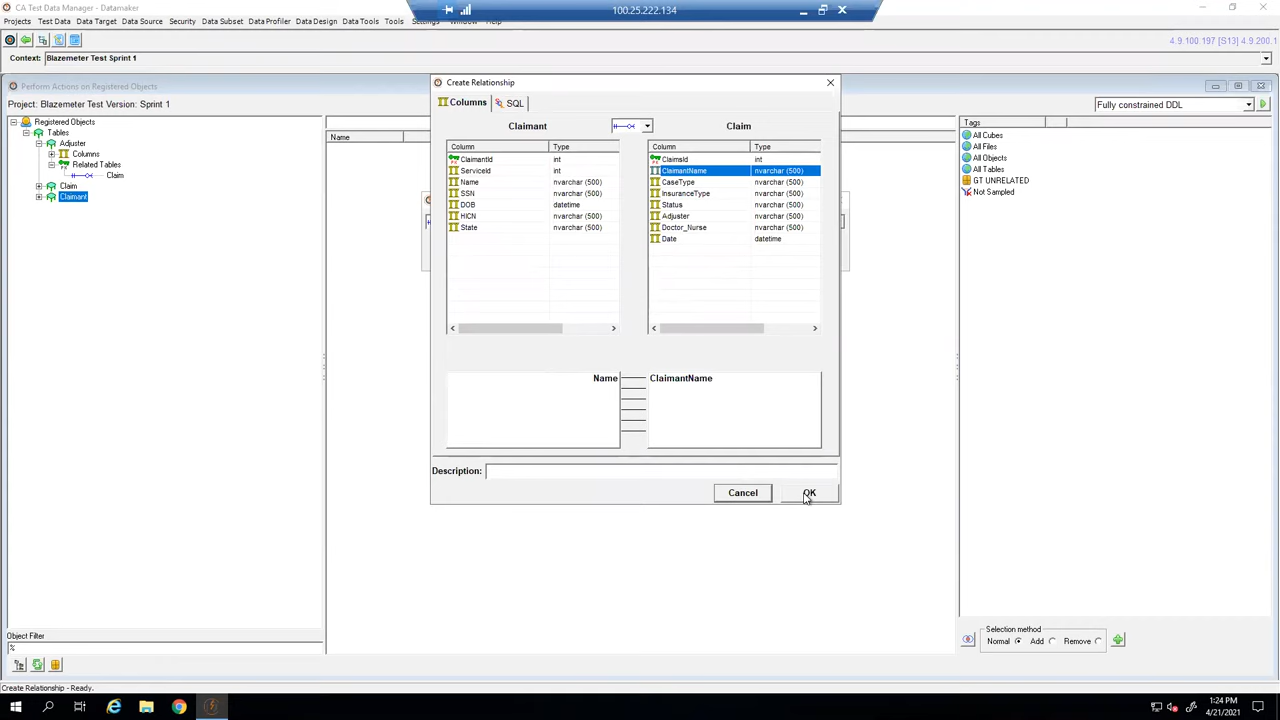 CA Test Data Manager - Datamaker
100.25.222.134
Projects Test Data Data Target Data Source Security Data Subset Data Profiler Data Design Data Tools Tools Settings Window Help
4.9.100.197 [S13] 4.9.200.1
Context: Blazemeter Test Sprint 1
Perform Actions on Registered Objects
Project: Blazemeter Test Version: Sprint 1
Fully constrained DDL
Registered Objects
Tables
Adjuster
Columns
Related Tables
Claim
Claim
Claimant
Name
Create Relationship
Columns SQL
Claimant Claim
Column Type
ClaimantId int
ServiceId int
Name nvarchar (500)
SSN nvarchar (500)
DOB datetime
HICN nvarchar (500)
State nvarchar (500)
Column Type
ClaimsId int
ClaimantName nvarchar (500)
CaseType nvarchar (500)
InsuranceType nvarchar (500)
Status nvarchar (500)
Adjuster nvarchar (500)
Doctor_Nurse nvarchar (500)
Date datetime
Name ClaimantName
Description:
Cancel OK
Tags
All Cubes
All Files
All Objects
All Tables
GT UNRELATED
Not Sampled
Selection method
Normal Add Remove
Object Filter
%
Create Relationship - Ready.
1:24 PM
4/21/2021